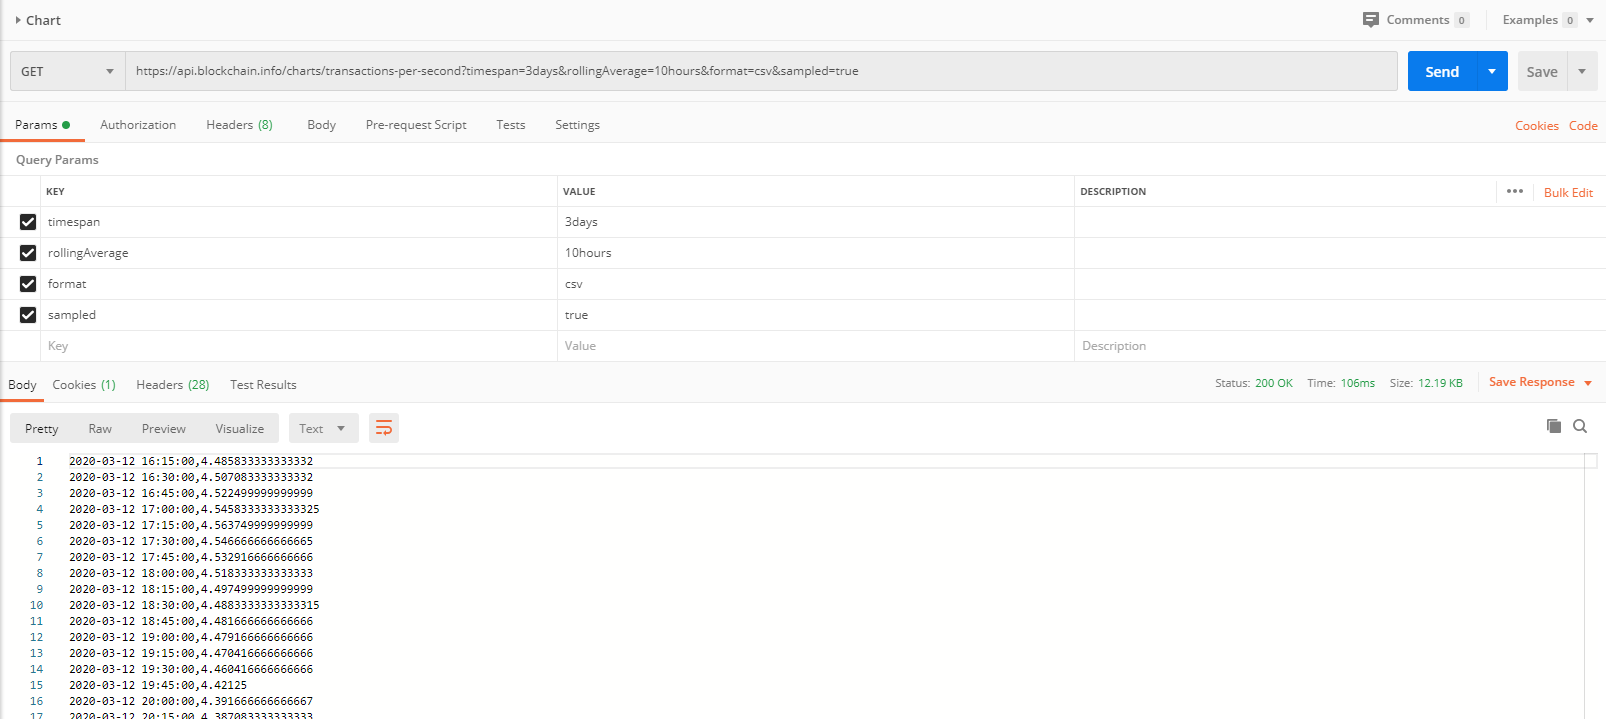 Chart
Comments 0 Examples 0
GET https://api.blockchain.info/charts/transactions-per-second?timespan=3days&rollingAverage=10hours&format=csv&sampled=true Send Save
Params Authorization Headers (8) Body Pre-request Script Tests Settings Cookies Code
Query Params
KEY VALUE DESCRIPTION ••• Bulk Edit
timespan 3days
rollingAverage 10hours
format csv
sampled true
Key Value Description
Body Cookies (1) Headers (28) Test Results Status: 200 OK Time: 106ms Size: 12.19 KB Save Response
Pretty Raw Preview Visualize Text
1 2020-03-12 16:15:00,4.485833333333332
2 2020-03-12 16:30:00,4.507083333333332
3 2020-03-12 16:45:00,4.522499999999999
4 2020-03-12 17:00:00,4.5458333333333325
5 2020-03-12 17:15:00,4.563749999999999
6 2020-03-12 17:30:00,4.546666666666665
7 2020-03-12 17:45:00,4.532916666666666
8 2020-03-12 18:00:00,4.518333333333333
9 2020-03-12 18:15:00,4.497499999999999
10 2020-03-12 18:30:00,4.4883333333333315
11 2020-03-12 18:45:00,4.481666666666666
12 2020-03-12 19:00:00,4.479166666666666
13 2020-03-12 19:15:00,4.470416666666666
14 2020-03-12 19:30:00,4.460416666666666
15 2020-03-12 19:45:00,4.42125
16 2020-03-12 20:00:00,4.391666666666667
17 2020-03-12 20:15:00,4.387083333333333